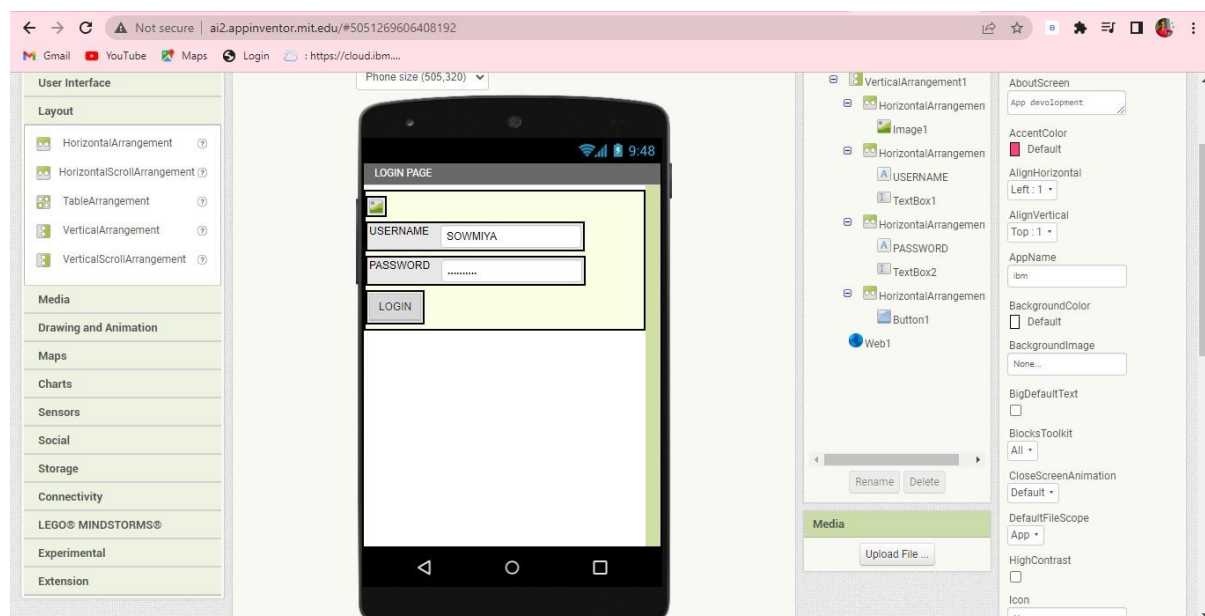 Not secure | ai2.appinventor.mit.edu/#5051269606408192
Gmail YouTube Maps Login : https://cloud.ibm....
User Interface
Layout
HorizontalArrangement
HorizontalScrollArrangement
TableArrangement
VerticalArrangement
VerticalScrollArrangement
Media
Drawing and Animation
Maps
Charts
Sensors
Social
Storage
Connectivity
LEGO® MINDSTORMS®
Experimental
Extension
Phone size (505,320)
9:48
LOGIN PAGE
USERNAME SOWMIYA
PASSWORD ..........
LOGIN
VerticalArrangement1
HorizontalArrangemen
Image1
HorizontalArrangemen
USERNAME
TextBox1
HorizontalArrangemen
PASSWORD
TextBox2
HorizontalArrangemen
Button1
Web1
Rename Delete
Media
Upload File ...
AboutScreen
App devolopment
AccentColor
Default
AlignHorizontal
Left : 1
AlignVertical
Top : 1
AppName
ibm
BackgroundColor
Default
BackgroundImage
None...
BigDefaultText
BlocksToolkit
All
CloseScreenAnimation
Default
DefaultFileScope
App
HighContrast
Icon